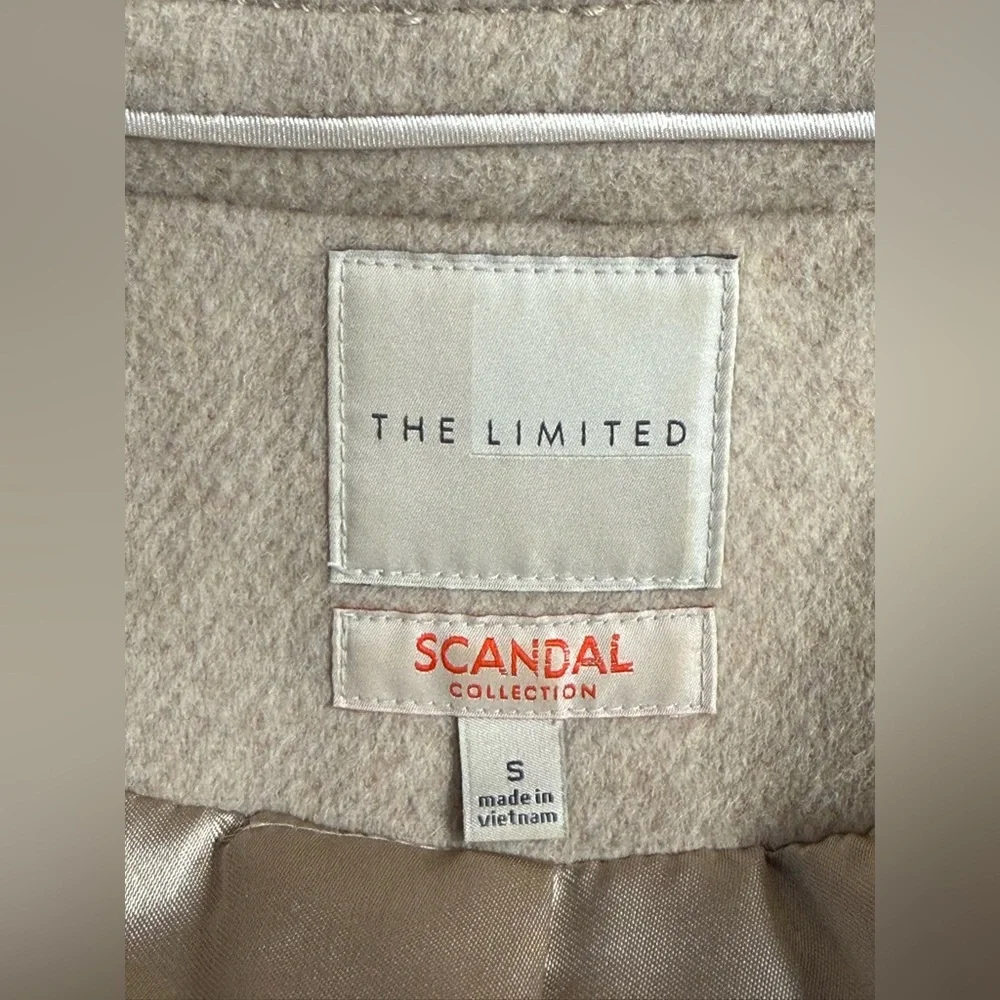 THE LIMITED
SCANDAL
COLLECTION
S
made in
vietnam